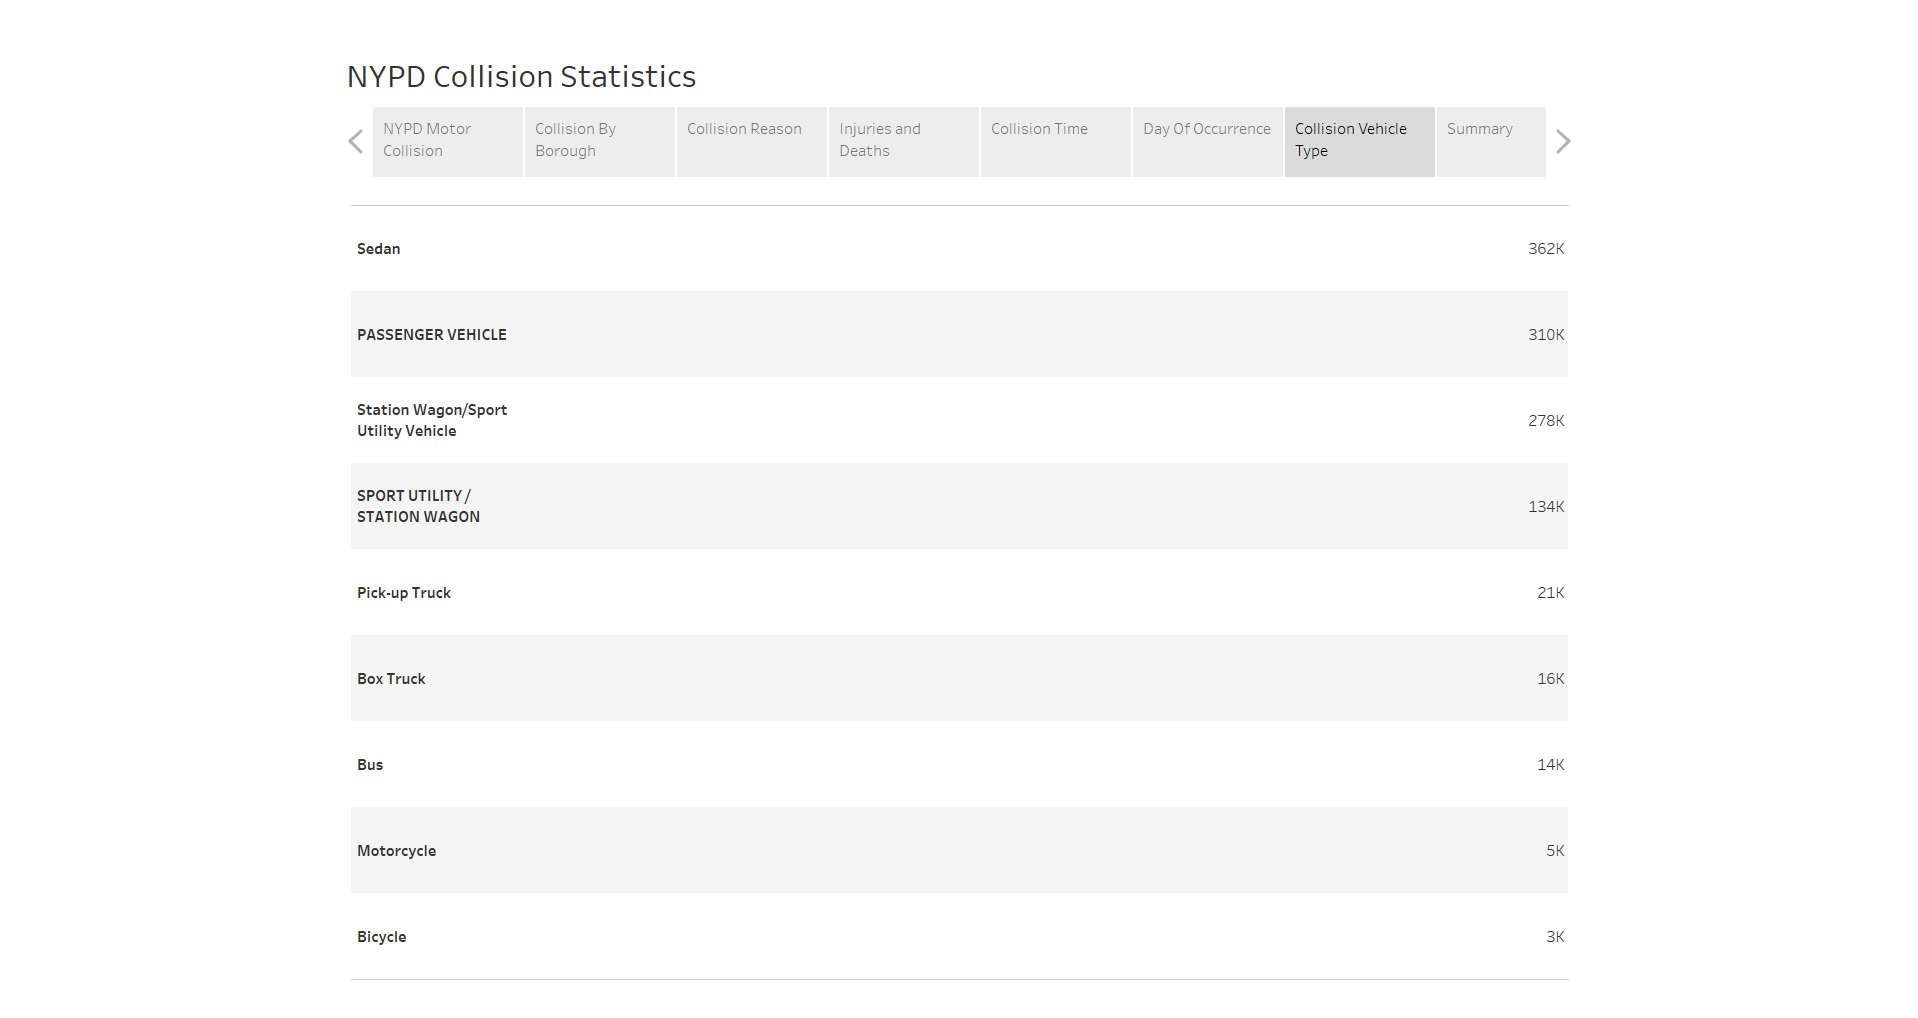 NYPD Collision Statistics
NYPD Motor
Collision
Collision By
Borough
Collision Reason
Injuries and
Deaths
Collision Time
Day Of Occurrence
Collision Vehicle
Type
Summary
Sedan 362K
PASSENGER VEHICLE 310K
Station Wagon/Sport
Utility Vehicle 278K
SPORT UTILITY /
STATION WAGON 134K
Pick-up Truck 21K
Box Truck 16K
Bus 14K
Motorcycle 5K
Bicycle 3K